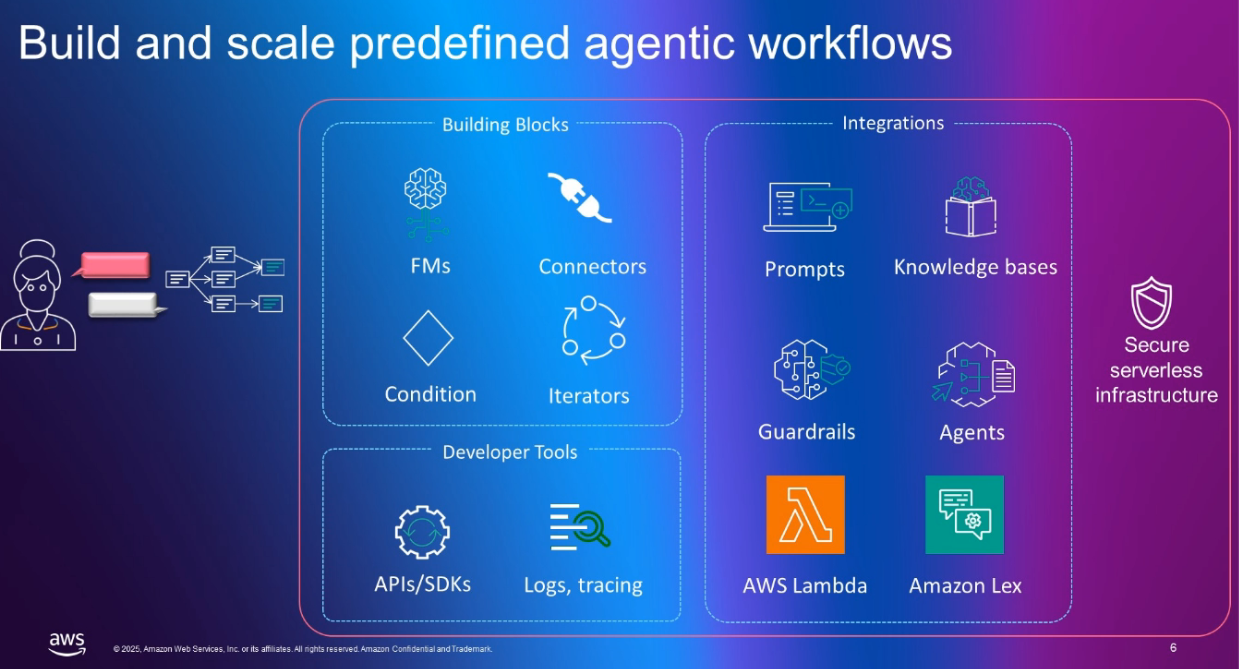 Build and scale predefined agentic workflows
Building Blocks
FMs
Connectors
Condition
Iterators
Developer Tools
APIs/SDKs
Logs, tracing
Integrations
Prompts
Knowledge bases
Guardrails
Agents
AWS Lambda
Amazon Lex
Secure
serverless
infrastructure
aws
© 2025, Amazon Web Services, Inc. or its affiliates. All rights reserved. Amazon Confidential and Trademark.
6